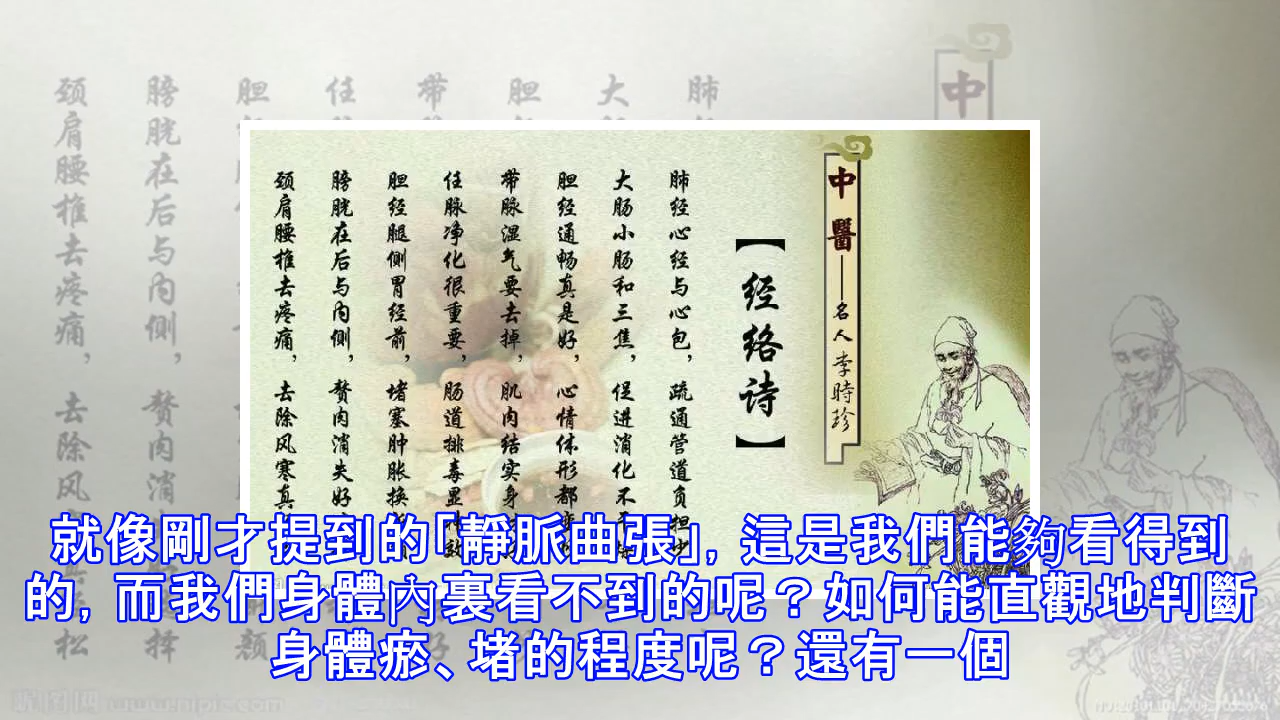 中醫——名人李時珍
【经络诗】
肺经心经与心包，疏通管道负担少
大肠小肠和三焦，促进消化不干
胆经通畅真是好，心情体形都
带脉湿气要去掉，肌肉结实身
任脉净化很重要，肠道排毒显
胆经腿侧胃经前，堵塞肿胀换
膀胱在后与内侧，赘肉消失好
颈肩腰椎去疼痛，去除风寒真
就像剛才提到的「靜脈曲張」，這是我們能夠看得到
的，而我們身體內裏看不到的呢？如何能直觀地判斷
身體瘀、堵的程度呢？還有一個